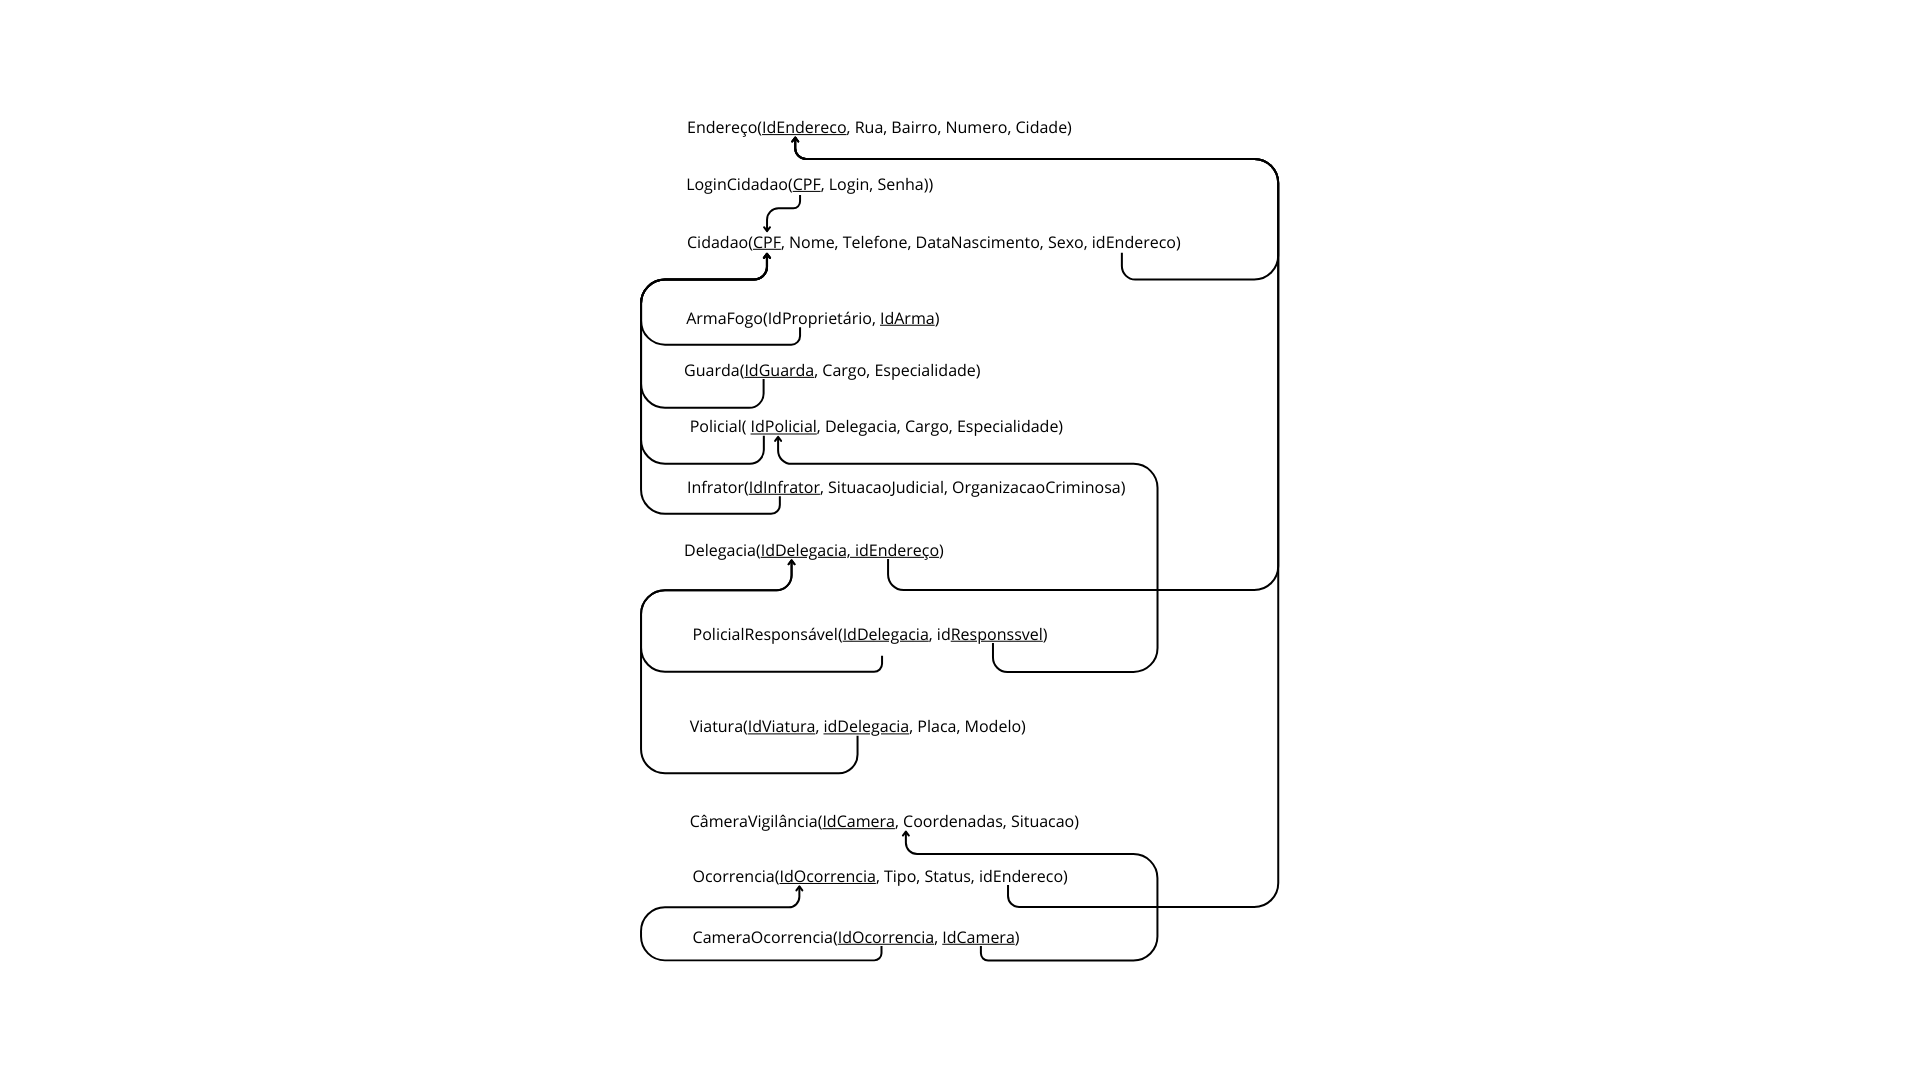 Endereço(IdEndereco, Rua, Bairro, Numero, Cidade)
LoginCidadao(CPF, Login, Senha))
Cidadao(CPF, Nome, Telefone, DataNascimento, Sexo, idEndereco)
ArmaFogo(IdProprietário, IdArma)
Guarda(IdGuarda, Cargo, Especialidade)
Policial( IdPolicial, Delegacia, Cargo, Especialidade)
Infrator(IdInfrator, SituacaoJudicial, OrganizacaoCriminosa)
Delegacia(IdDelegacia, idEndereço)
PolicialResponsável(IdDelegacia, idResponssvel)
Viatura(IdViatura, idDelegacia, Placa, Modelo)
CâmeraVigilância(IdCamera, Coordenadas, Situacao)
Ocorrencia(IdOcorrencia, Tipo, Status, idEndereco)
CameraOcorrencia(IdOcorrencia, IdCamera)